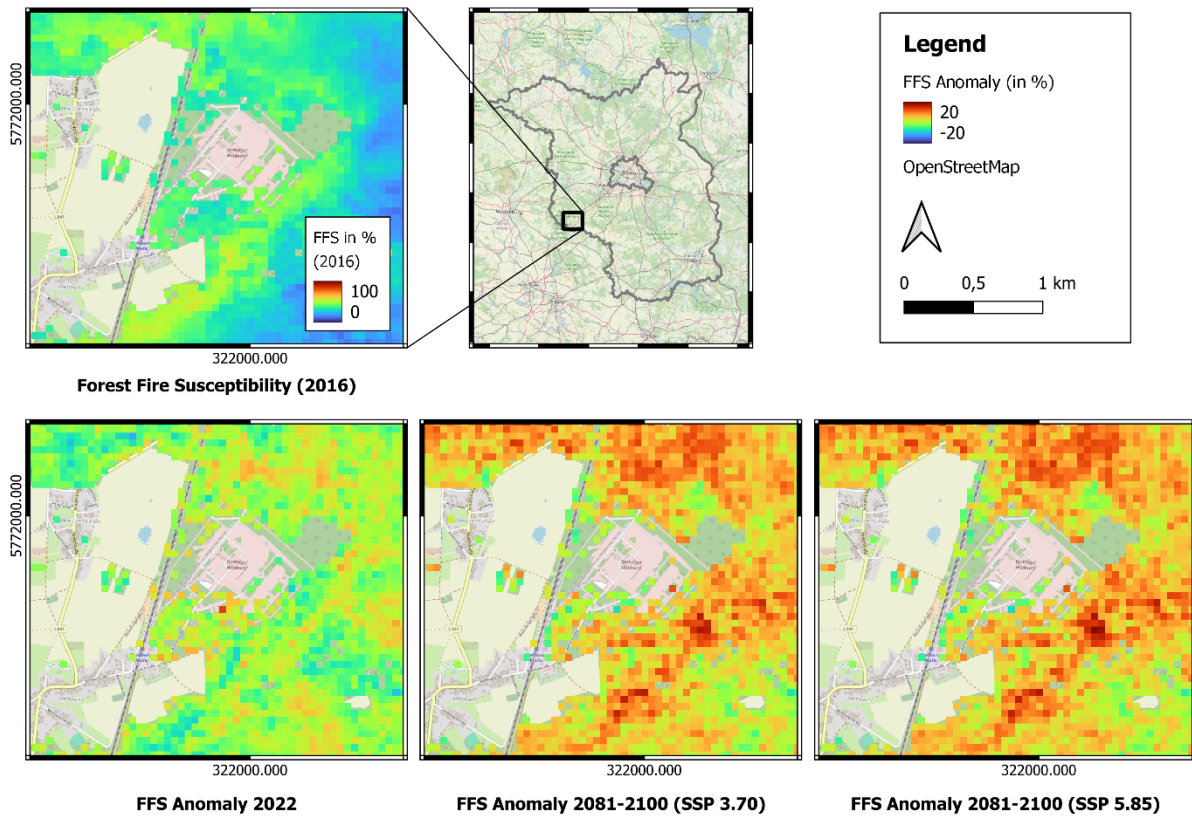 5772000.000
FFS in %
(2016)
100
0
322000.000
Forest Fire Susceptibility (2016)
Legend
FFS Anomaly (in %)
20
-20
OpenStreetMap
0
0,5
1 km
5772000.000
322000.000
FFS Anomaly 2022
322000.000
FFS Anomaly 2081-2100 (SSP 3.70)
322000.000
FFS Anomaly 2081-2100 (SSP 5.85)